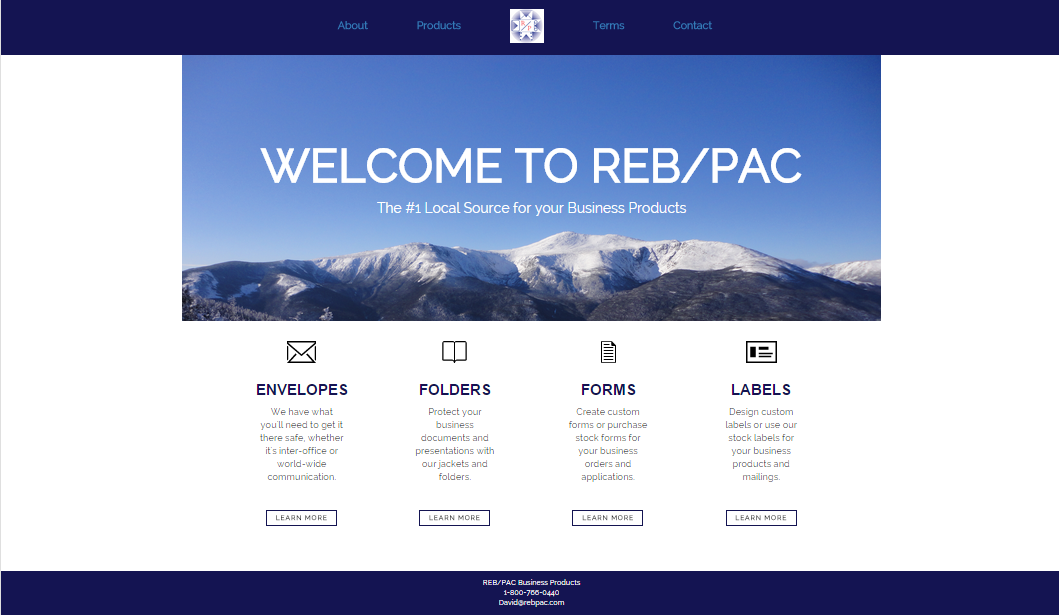 About
Products
Terms
Contact
WELCOME TO REB/PAC
The #1 Local Source for your Business Products
ENVELOPES
We have what
you'll need to get it
there safe, whether
it's inter-office or
world-wide
communication.
LEARN MORE
FOLDERS
Protect your
business
documents and
presentations with
our jackets and
folders.
LEARN MORE
FORMS
Create custom
forms or purchase
stock forms for
your business
orders and
applications.
LEARN MORE
LABELS
Design custom
labels or use our
stock labels for
your business
products and
mailings.
LEARN MORE
REB/PAC Business Products
1-800-766-0440
David@rebpac.com